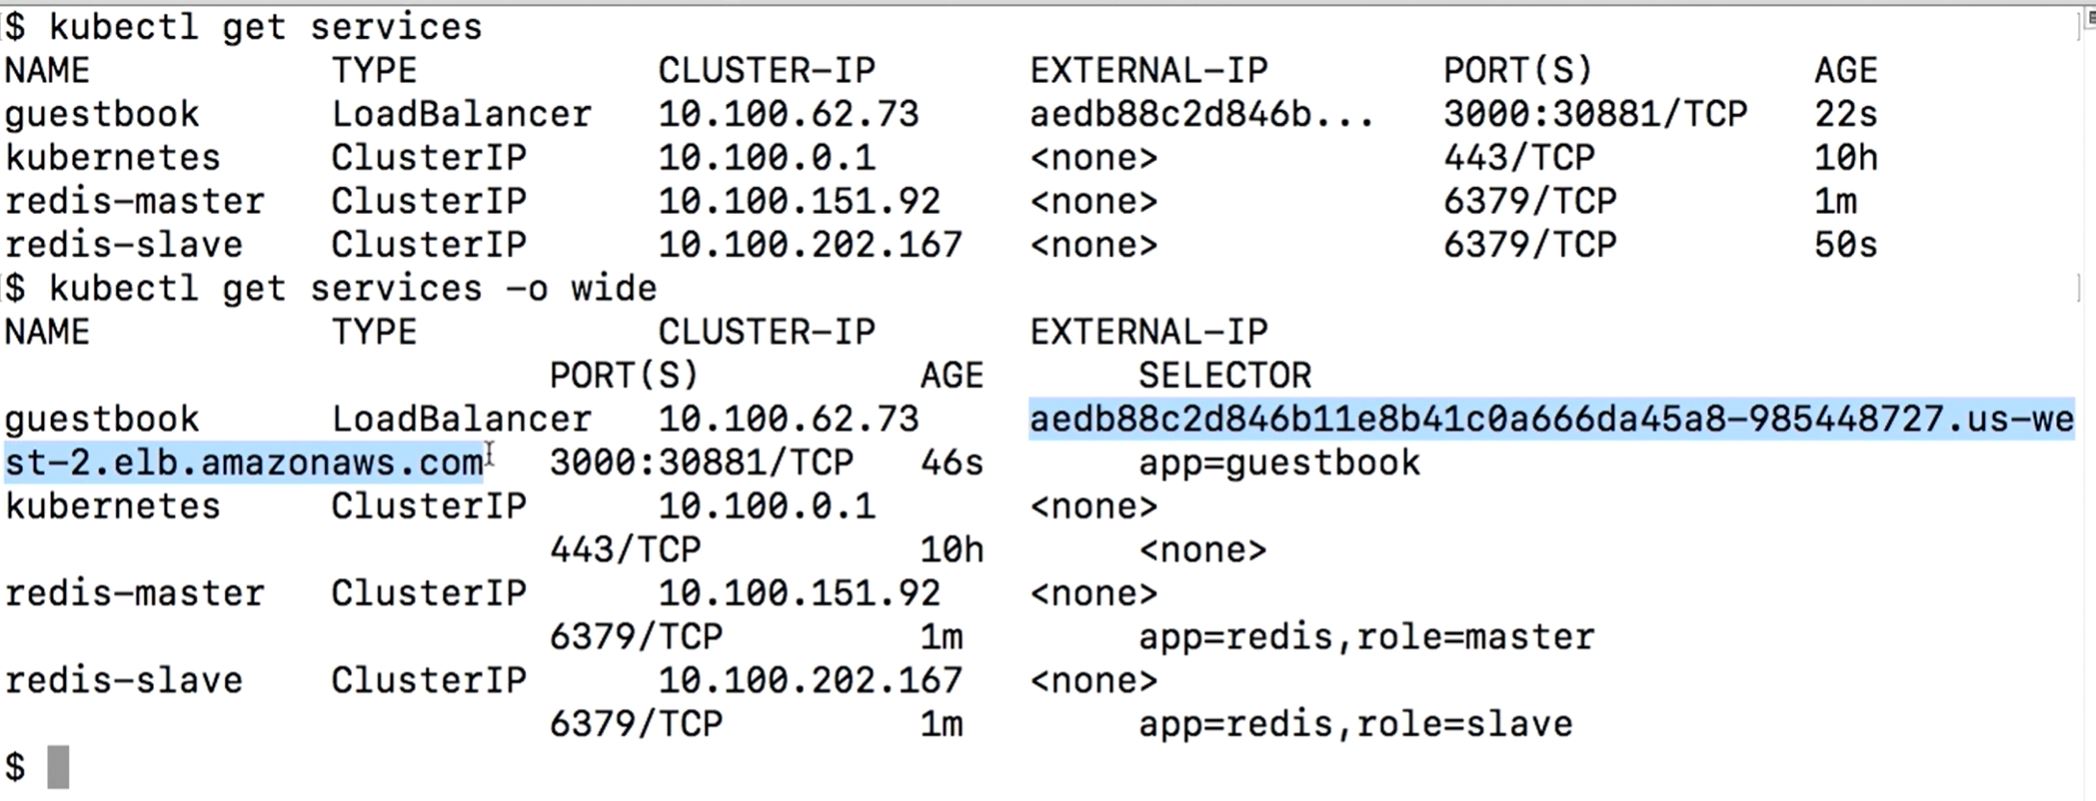 $ kubectl get services
NAME           TYPE           CLUSTER-IP       EXTERNAL-IP        PORT(S)          AGE
guestbook      LoadBalancer   10.100.62.73     aedb88c2d846b...   3000:30881/TCP   22s
kubernetes     ClusterIP      10.100.0.1       <none>             443/TCP          10h
redis-master   ClusterIP      10.100.151.92    <none>             6379/TCP         1m
redis-slave    ClusterIP      10.100.202.167   <none>             6379/TCP         50s
$ kubectl get services -o wide
NAME           TYPE           CLUSTER-IP       EXTERNAL-IP
                         PORT(S)          AGE       SELECTOR
guestbook      LoadBalancer   10.100.62.73     aedb88c2d846b11e8b41c0a666da45a8-985448727.us-we
st-2.elb.amazonaws.com   3000:30881/TCP   46s       app=guestbook
kubernetes     ClusterIP      10.100.0.1       <none>
                         443/TCP          10h       <none>
redis-master   ClusterIP      10.100.151.92    <none>
                         6379/TCP         1m        app=redis,role=master
redis-slave    ClusterIP      10.100.202.167   <none>
                         6379/TCP         1m        app=redis,role=slave
$